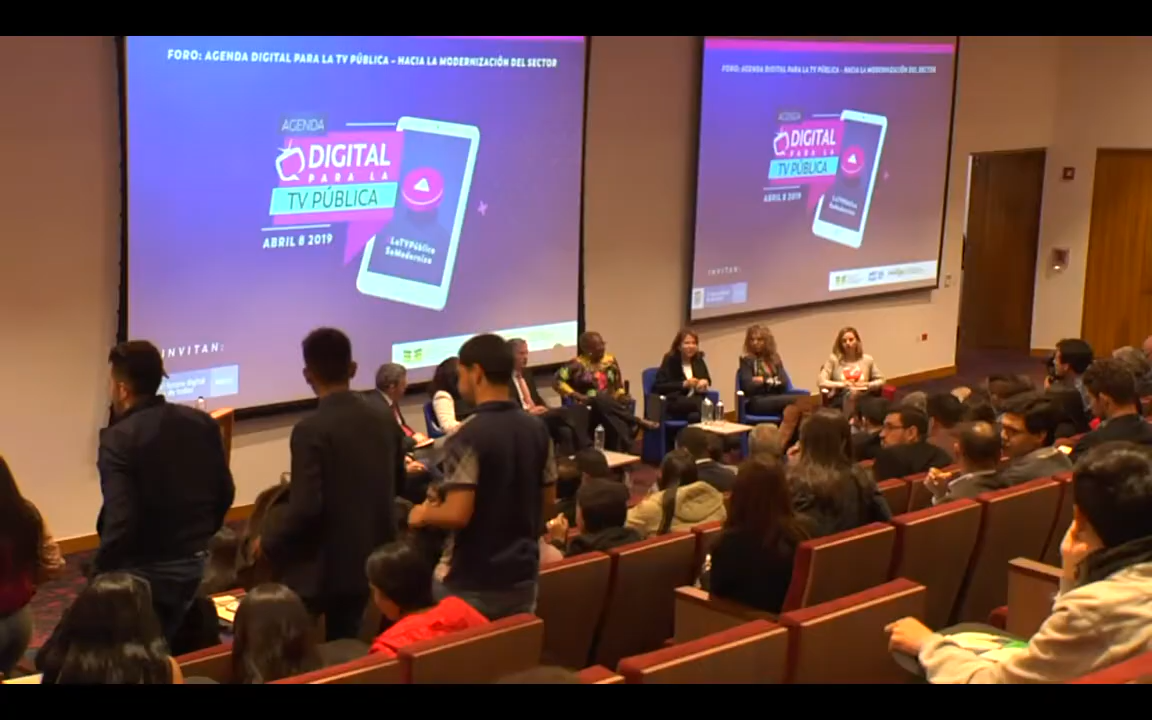 FORO: AGENDA DIGITAL PARA LA TV PÚBLICA – HACIA LA MODERNIZACIÓN DEL SECTOR
AGENDA
DIGITAL
PARA LA
TV PÚBLICA
ABRIL 8 2019
LaTVPública
SeModerniza
INVITAN:
FORO: AGENDA DIGITAL PARA LA TV PÚBLICA – HACIA LA MODERNIZACIÓN DEL SECTOR
AGENDA
DIGITAL
PARA LA
TV PÚBLICA
ABRIL 8 2019
LaTVPública
SeModerniza
INVITAN: